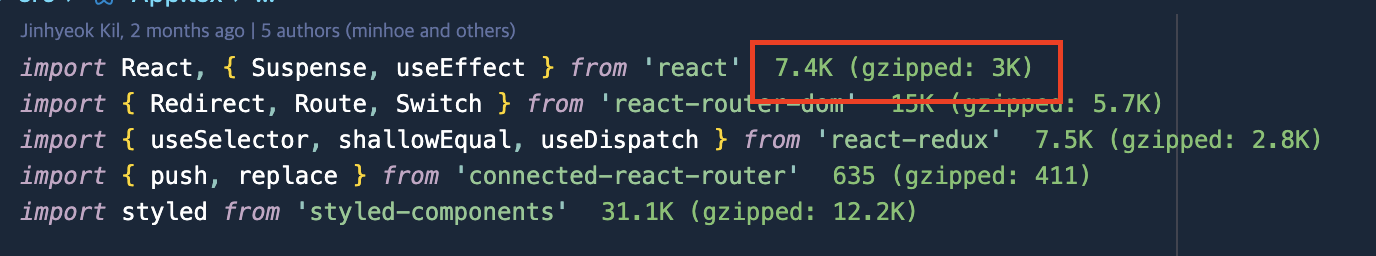 Jinhyeok Kil, 2 months ago | 5 authors (minhoe and others)
import React, { Suspense, useEffect } from 'react' 7.4K (gzipped: 3K)
import { Redirect, Route, Switch } from 'react-router-dom' 15K (gzipped: 5.7K)
import { useSelector, shallowEqual, useDispatch } from 'react-redux' 7.5K (gzipped: 2.8K)
import { push, replace } from 'connected-react-router' 635 (gzipped: 411)
import styled from 'styled-components' 31.1K (gzipped: 12.2K)